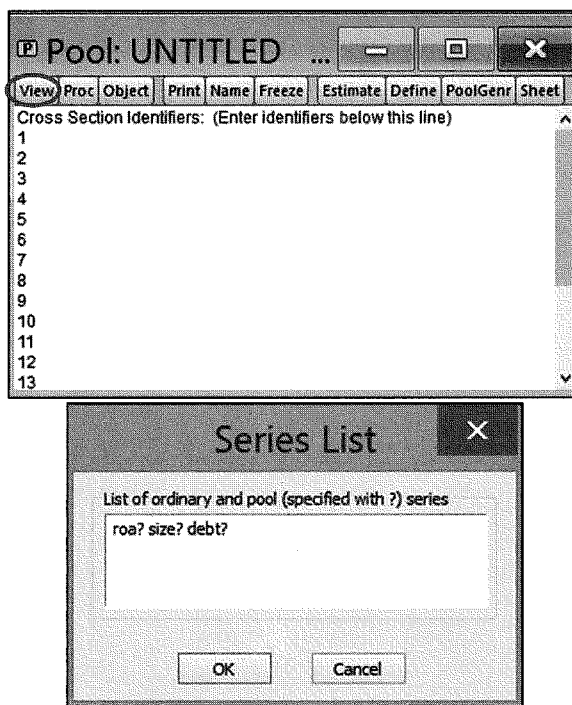 Pool: UNTITLED ...
View Proc Object Print Name Freeze Estimate Define PoolGenr Sheet
Cross Section Identifiers: (Enter identifiers below this line)
1
2
3
4
5
6
7
8
9
10
11
12
13
Series List
List of ordinary and pool (specified with ?) series
roa? size? debt?
OK Cancel